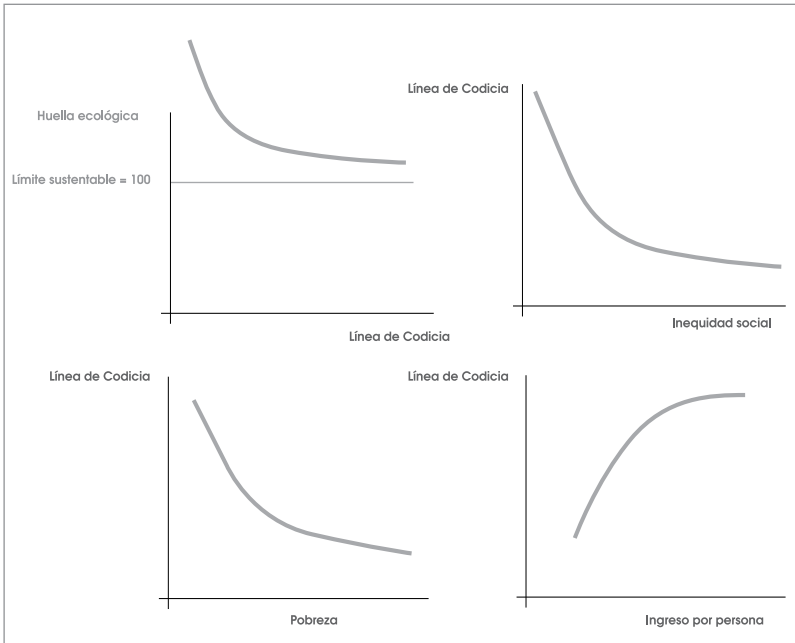 Huella ecológica
Límite sustentable = 100
Línea de Codicia
Línea de Codicia
Inequidad social
Línea de Codicia
Pobreza
Línea de Codicia
Ingreso por persona